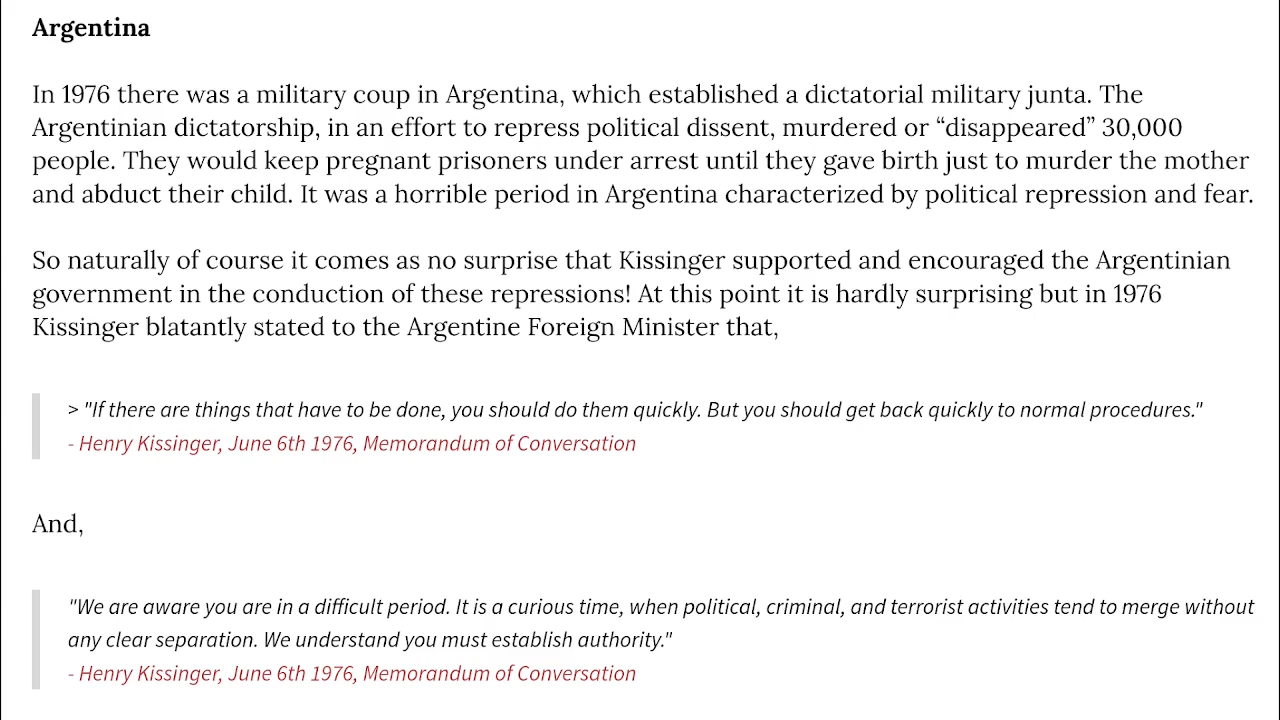 Argentina
In 1976 there was a military coup in Argentina, which established a dictatorial military junta. The
Argentinian dictatorship, in an effort to repress political dissent, murdered or “disappeared” 30,000
people. They would keep pregnant prisoners under arrest until they gave birth just to murder the mother
and abduct their child. It was a horrible period in Argentina characterized by political repression and fear.
So naturally of course it comes as no surprise that Kissinger supported and encouraged the Argentinian
government in the conduction of these repressions! At this point it is hardly surprising but in 1976
Kissinger blatantly stated to the Argentine Foreign Minister that,
> "If there are things that have to be done, you should do them quickly. But you should get back quickly to normal procedures."
- Henry Kissinger, June 6th 1976, Memorandum of Conversation
And,
"We are aware you are in a difficult period. It is a curious time, when political, criminal, and terrorist activities tend to merge without
any clear separation. We understand you must establish authority."
- Henry Kissinger, June 6th 1976, Memorandum of Conversation